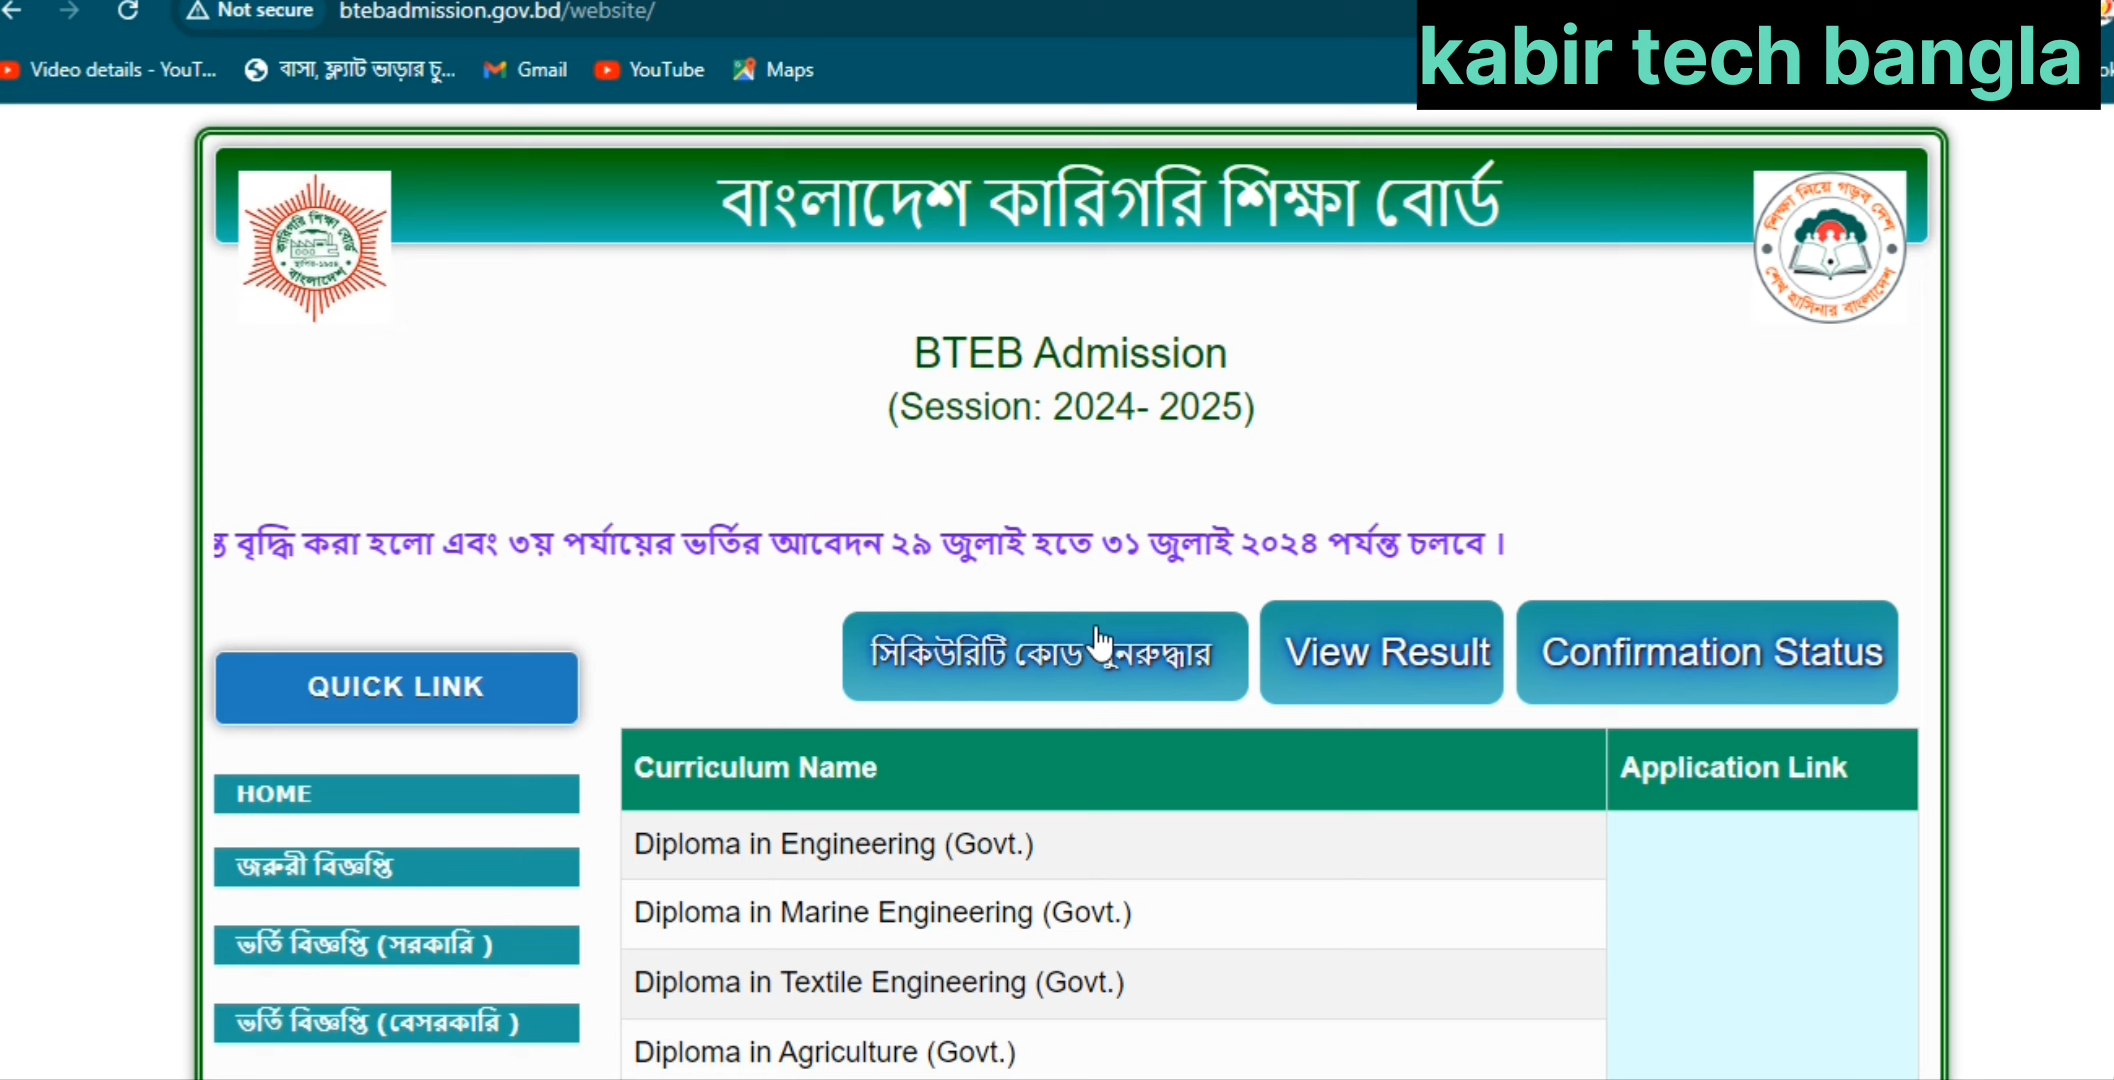 Not secure btebadmission.gov.bd/website/
kabir tech bangla
Video details - YouT... বাসা, ফ্ল্যাট ভাড়ার চু... Gmail YouTube Maps
বাংলাদেশ কারিগরি শিক্ষা বোর্ড
কারিগরি শিক্ষা বোর্ড
বাংলাদেশ
শিক্ষা নিয়ে গড়ব দেশ
শেখ হাসিনার বাংলাদেশ
BTEB Admission
(Session: 2024- 2025)
বৃদ্ধি করা হলো এবং ৩য় পর্যায়ের ভর্তির আবেদন ২৯ জুলাই হতে ৩১ জুলাই ২০২৪ পর্যন্ত চলবে ।
সিকিউরিটি কোড View Result Confirmation Status
QUICK LINK
Curriculum Name Application Link
HOME
Diploma in Engineering (Govt.)
জরুরী বিজ্ঞপ্তি
Diploma in Marine Engineering (Govt.)
ভর্তি বিজ্ঞপ্তি (সরকারি )
Diploma in Textile Engineering (Govt.)
ভর্তি বিজ্ঞপ্তি (বেসরকারি )
Diploma in Agriculture (Govt.)